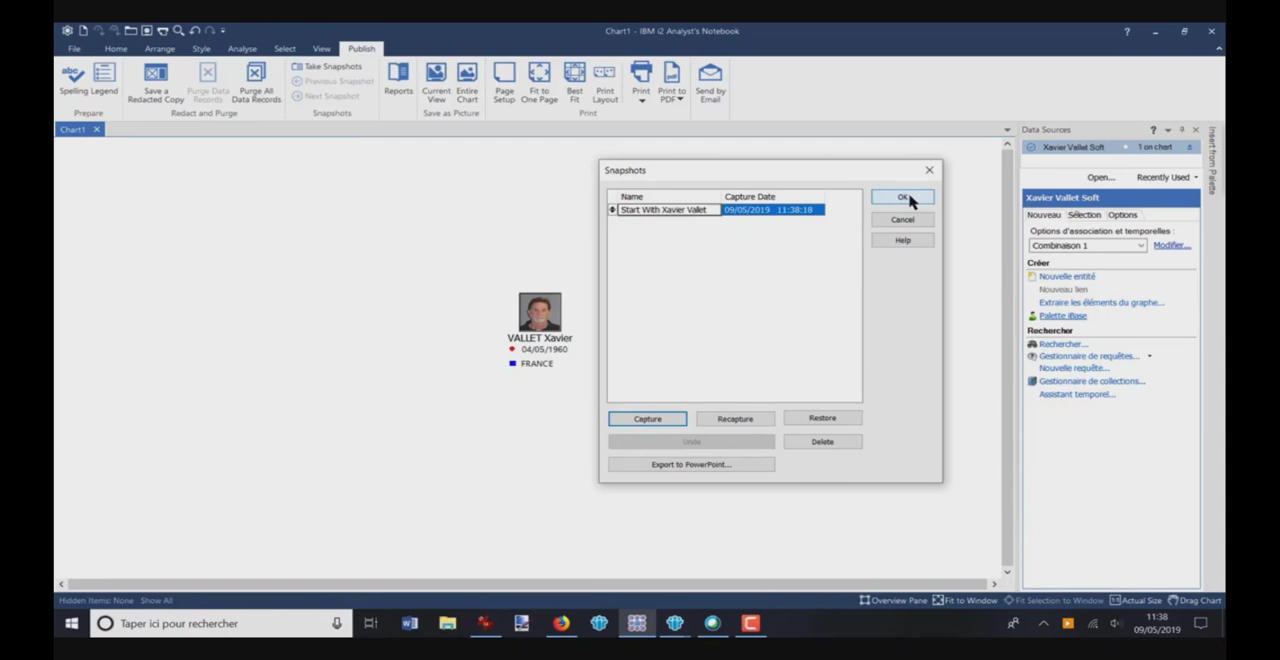 Chart1 - IBM i2 Analyst's Notebook
File Home Arrange Style Analyse Select View Publish
Spelling Legend
Prepare
Save a Redacted Copy
Purge Data Records
Purge All Data Records
Redact and Purge
Take Snapshots
Previous Snapshot
Next Snapshot
Snapshots
Reports
Current View
Entire Chart
Save as Picture
Page Setup
Fit to One Page
Best Fit
Print Layout
Print
Print to PDF
Print
Send by Email
Chart1
Snapshots
Name Capture Date
Start With Xavier Vallet 09/05/2019 11:38:18
OK
Cancel
Help
Capture Recapture Restore
Undo Delete
Export to PowerPoint...
VALLET Xavier
04/05/1960
FRANCE
Data Sources
Xavier Vallet Soft 1 on chart
Open... Recently Used
Xavier Vallet Soft
Nouveau Sélection Options
Options d'association et temporelles :
Combinaison 1 Modifier...
Créer
Nouvelle entité
Nouveau lien
Extraire les éléments du graphe...
Palette iBase
Rechercher
Rechercher...
Gestionnaire de requêtes...
Nouvelle requête...
Gestionnaire de collections...
Assistant temporel...
Insert from Palette
Hidden Items: None Show All
Overview Pane Fit to Window Fit Selection to Window Actual Size Drag Chart
Taper ici pour rechercher
11:38
09/05/2019